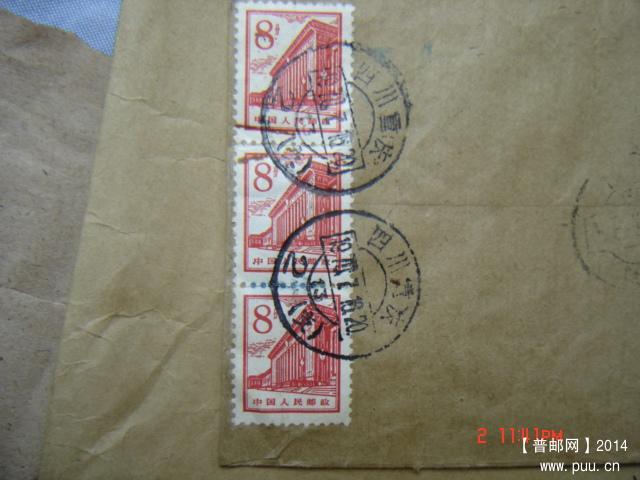 8分
中国人民邮政
四川重庆
8分
中国人民邮政
四川重庆
8分
中国人民邮政
2 11:41PM
【普邮网】2014
www.puu.cn